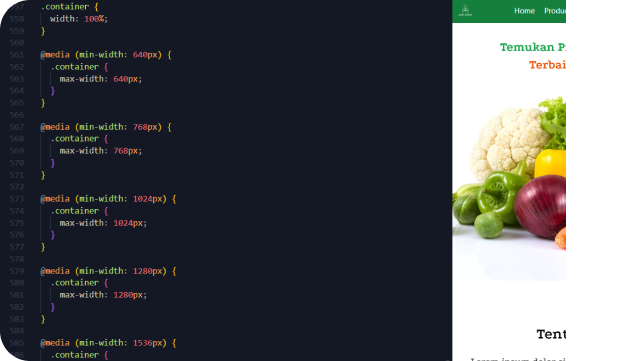 557 .container {
558 width: 100%;
559 }
560
561 @media (min-width: 640px) {
562 .container {
563 max-width: 640px;
564 }
565 }
566
567 @media (min-width: 768px) {
568 .container {
569 max-width: 768px;
570 }
571 }
572
573 @media (min-width: 1024px) {
574 .container {
575 max-width: 1024px;
576 }
577 }
578
579 @media (min-width: 1280px) {
580 .container {
581 max-width: 1280px;
582 }
583 }
584
585 @media (min-width: 1536px) {
586 .container {
Home Produc
Temukan P
Terbai
Tent